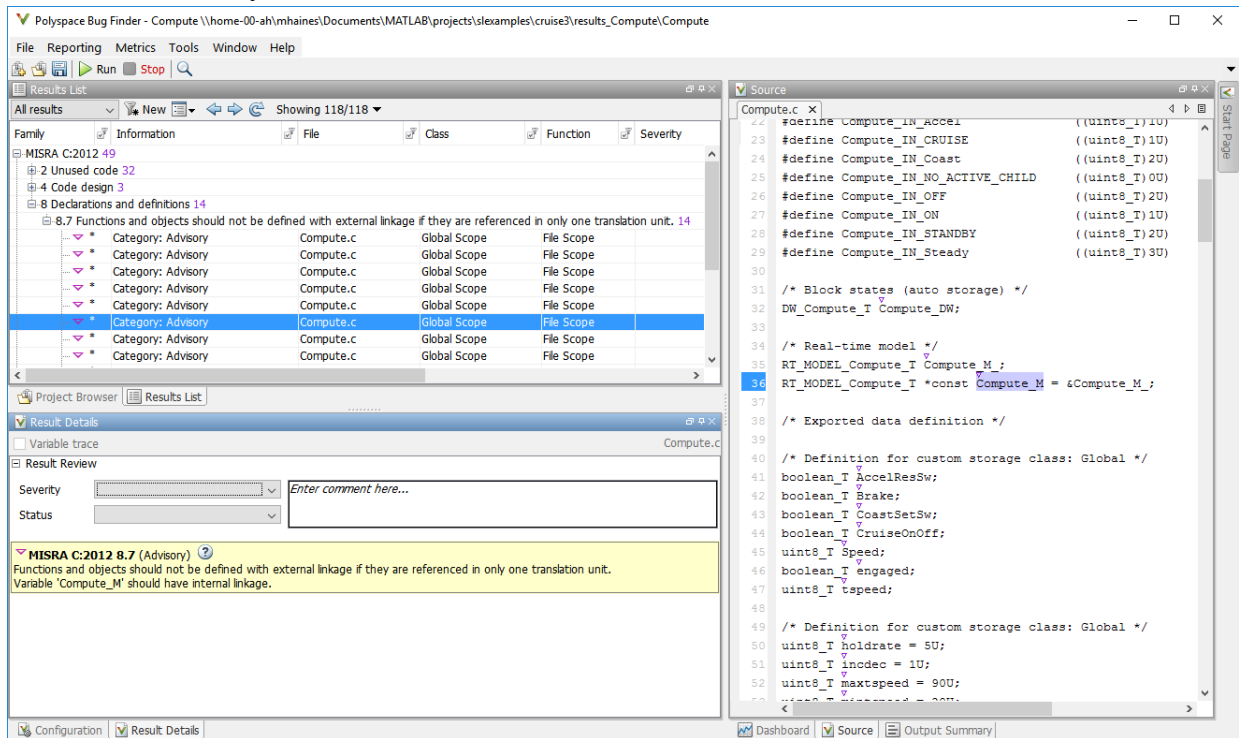 Polyspace Bug Finder - Compute \\home-00-ah\mhaines\Documents\MATLAB\projects\slexamples\cruise3\results_Compute\Compute
File Reporting Metrics Tools Window Help
Run Stop
Results List
All results New Showing 118/118
Family Information File Class Function Severity
MISRA C:2012 49
2 Unused code 32
4 Code design 3
8 Declarations and definitions 14
8.7 Functions and objects should not be defined with external linkage if they are referenced in only one translation unit. 14
* Category: Advisory Compute.c Global Scope File Scope
* Category: Advisory Compute.c Global Scope File Scope
* Category: Advisory Compute.c Global Scope File Scope
* Category: Advisory Compute.c Global Scope File Scope
* Category: Advisory Compute.c Global Scope File Scope
* Category: Advisory Compute.c Global Scope File Scope
* Category: Advisory Compute.c Global Scope File Scope
* Category: Advisory Compute.c Global Scope File Scope
Project Browser Results List
Result Details
Variable trace Compute.c
Result Review
Severity Enter comment here...
Status
MISRA C:2012 8.7 (Advisory) ?
Functions and objects should not be defined with external linkage if they are referenced in only one translation unit.
Variable 'Compute_M' should have internal linkage.
Configuration Result Details
Source
Compute.c
22 #define Compute_IN_Accel ((uint8_T)1U)
23 #define Compute_IN_CRUISE ((uint8_T)1U)
24 #define Compute_IN_Coast ((uint8_T)2U)
25 #define Compute_IN_NO_ACTIVE_CHILD ((uint8_T)0U)
26 #define Compute_IN_OFF ((uint8_T)2U)
27 #define Compute_IN_ON ((uint8_T)1U)
28 #define Compute_IN_STANDBY ((uint8_T)2U)
29 #define Compute_IN_Steady ((uint8_T)3U)
30
31 /* Block states (auto storage) */
32 DW_Compute_T Compute_DW;
33
34 /* Real-time model */
35 RT_MODEL_Compute_T Compute_M_;
36 RT_MODEL_Compute_T *const Compute_M = &Compute_M_;
37
38 /* Exported data definition */
39
40 /* Definition for custom storage class: Global */
41 boolean_T AccelResSw;
42 boolean_T Brake;
43 boolean_T CoastSetSw;
44 boolean_T CruiseOnOff;
45 uint8_T Speed;
46 boolean_T engaged;
47 uint8_T tspeed;
48
49 /* Definition for custom storage class: Global */
50 uint8_T holdrate = 5U;
51 uint8_T incdec = 1U;
52 uint8_T maxtspeed = 90U;
Dashboard Source Output Summary
Start Page